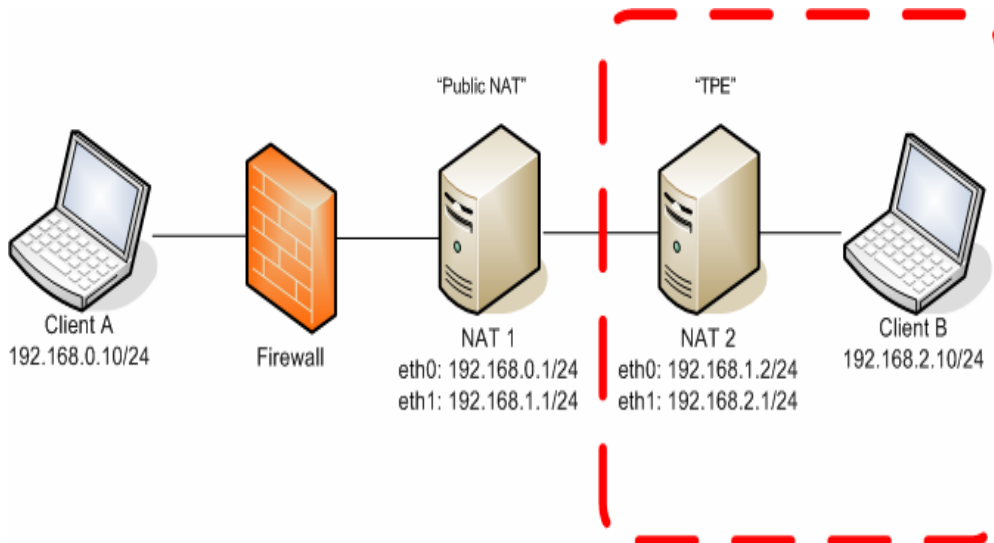 “Public NAT”
“TPE”
Client A
192.168.0.10/24
Firewall
NAT 1
eth0: 192.168.0.1/24
eth1: 192.168.1.1/24
NAT 2
eth0: 192.168.1.2/24
eth1: 192.168.2.1/24
Client B
192.168.2.10/24